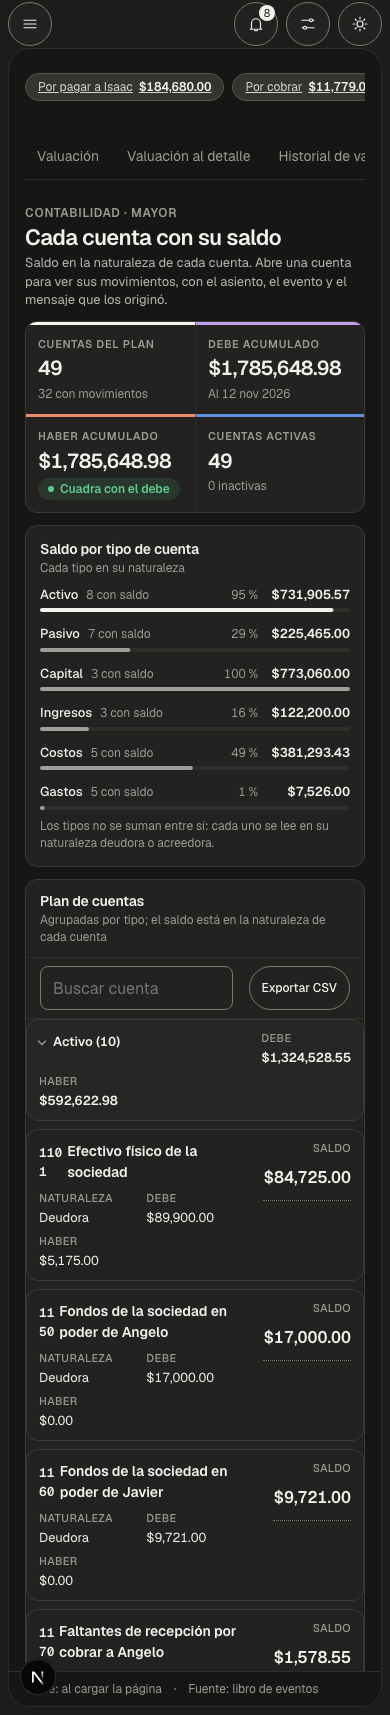 8
Por pagar a Isaac $184,680.00
Por cobrar $11,779.0
Valuación Valuación al detalle Historial de va
CONTABILIDAD · MAYOR
Cada cuenta con su saldo
Saldo en la naturaleza de cada cuenta. Abre una cuenta
para ver sus movimientos, con el asiento, el evento y el
mensaje que los originó.
CUENTAS DEL PLAN
49
32 con movimientos
DEBE ACUMULADO
$1,785,648.98
Al 12 nov 2026
HABER ACUMULADO
$1,785,648.98
Cuadra con el debe
CUENTAS ACTIVAS
49
0 inactivas
Saldo por tipo de cuenta
Cada tipo en su naturaleza
Activo 8 con saldo 95 % $731,905.57
Pasivo 7 con saldo 29 % $225,465.00
Capital 3 con saldo 100 % $773,060.00
Ingresos 3 con saldo 16 % $122,200.00
Costos 5 con saldo 49 % $381,293.43
Gastos 5 con saldo 1 % $7,526.00
Los tipos no se suman entre sí: cada uno se lee en su
naturaleza deudora o acreedora.
Plan de cuentas
Agrupadas por tipo; el saldo está en la naturaleza de
cada cuenta
Buscar cuenta
Exportar CSV
Activo (10)
DEBE
$1,324,528.55
HABER
$592,622.98
110 Efectivo físico de la
1 sociedad
SALDO
$84,725.00
NATURALEZA DEBE
Deudora $89,900.00
HABER
$5,175.00
11 Fondos de la sociedad en
50 poder de Angelo
SALDO
$17,000.00
NATURALEZA DEBE
Deudora $17,000.00
HABER
$0.00
11 Fondos de la sociedad en
60 poder de Javier
SALDO
$9,721.00
NATURALEZA DEBE
Deudora $9,721.00
HABER
$0.00
11 Faltantes de recepción por
70 cobrar a Angelo
SALDO
$1,578.55
N
e: al cargar la página · Fuente: libro de eventos